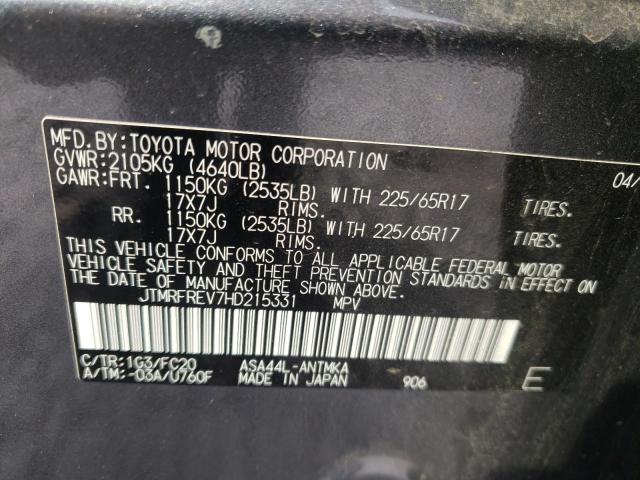 MFD.BY:TOYOTA MOTOR CORPORATION 04/
GVWR:2105KG (4640LB)
GAWR:FRT. 1150KG (2535LB) WITH 225/65R17 TIRES.
17X7J RIMS.
RR. 1150KG (2535LB) WITH 225/65R17 TIRES.
17X7J RIMS.
THIS VEHICLE CONFORMS TO ALL APPLICABLE FEDERAL MOTOR
VEHICLE SAFETY, BUMPER, AND THEFT PREVENTION STANDARDS IN EFFECT ON
THE DATE OF MANUFACTURE SHOWN ABOVE.
JTMRFREV7HD215331 MPV
C/TR:1G3/FC20 ASA44L-ANTMKA
A/TM:-03A/U760F MADE IN JAPAN 906 E